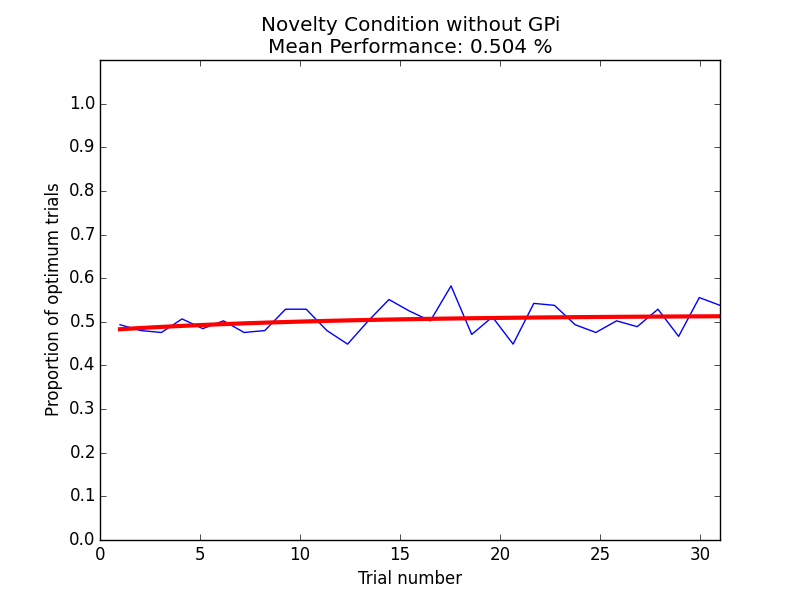 Novelty Condition without GPi
Mean Performance: 0.504 %
1.0
0.9
0.8
0.7
0.6
0.5
0.4
0.3
0.2
0.1
0.0
Proportion of optimum trials
0 5 10 15 20 25 30
Trial number